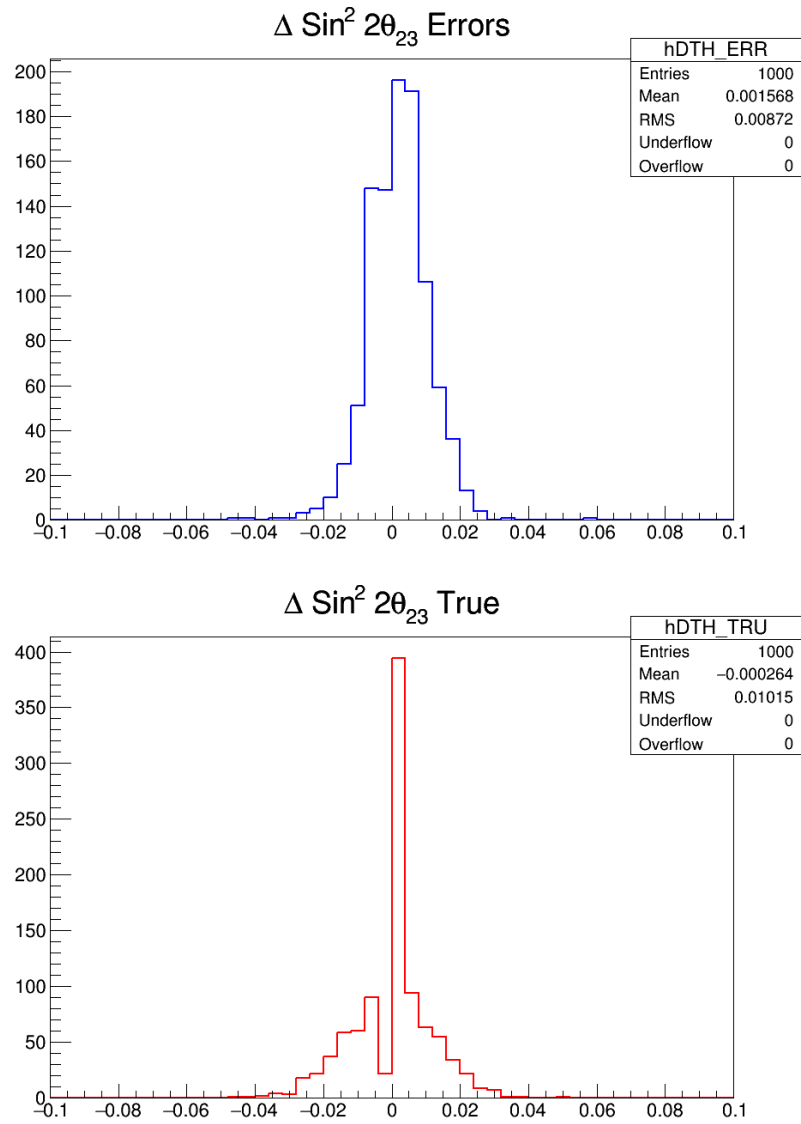 Δ Sin² 2θ₂₃ Errors
hDTH_ERR
Entries 1000
Mean 0.001568
RMS 0.00872
Underflow 0
Overflow 0
200
180
160
140
120
100
80
60
40
20
0
−0.1 −0.08 −0.06 −0.04 −0.02 0 0.02 0.04 0.06 0.08 0.1
Δ Sin² 2θ₂₃ True
hDTH_TRU
Entries 1000
Mean −0.000264
RMS 0.01015
Underflow 0
Overflow 0
400
350
300
250
200
150
100
50
0
−0.1 −0.08 −0.06 −0.04 −0.02 0 0.02 0.04 0.06 0.08 0.1